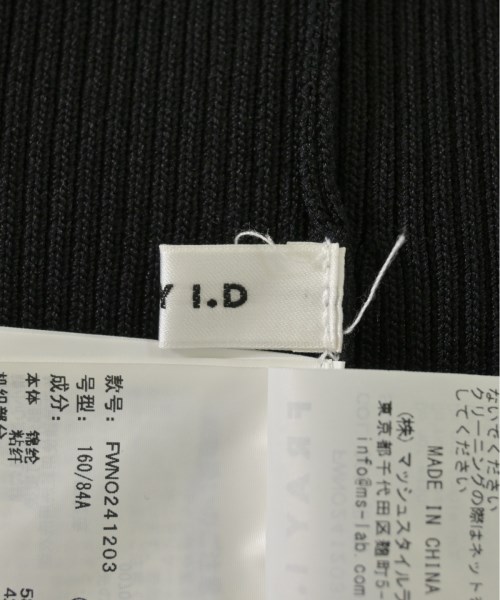 Y i.D
款号: FWNO241203
号型: 160/84A
成分:
本体 锦纶
粘纤
ないでください
クリーニングの際はネット
してください
MADE IN CHINA
(株) マッシュスタイルラ
東京都千代田区麹町5-
info@ms-lab.com